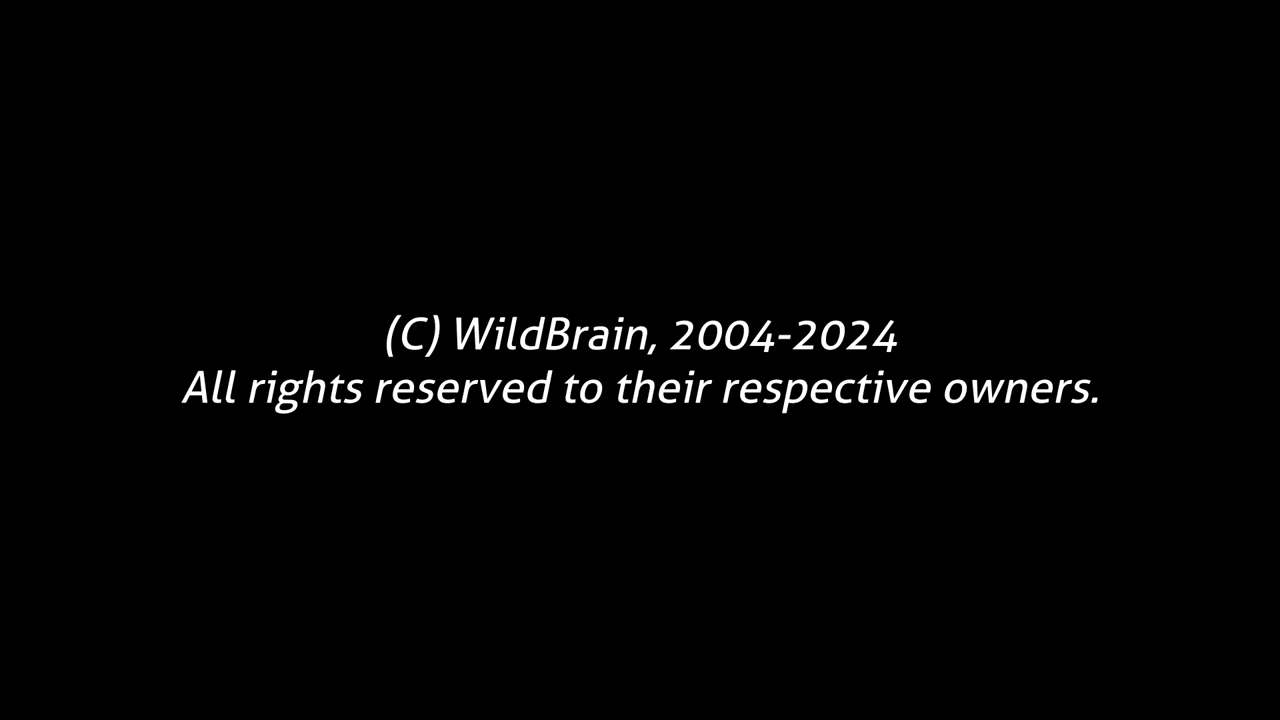 (C) WildBrain, 2004-2024
All rights reserved to their respective owners.